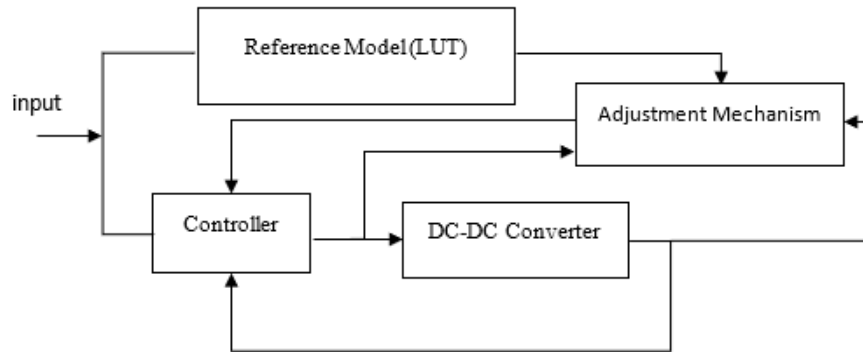 Reference Model(LUT)
input
Adjustment Mechanism
Controller
DC-DC Converter